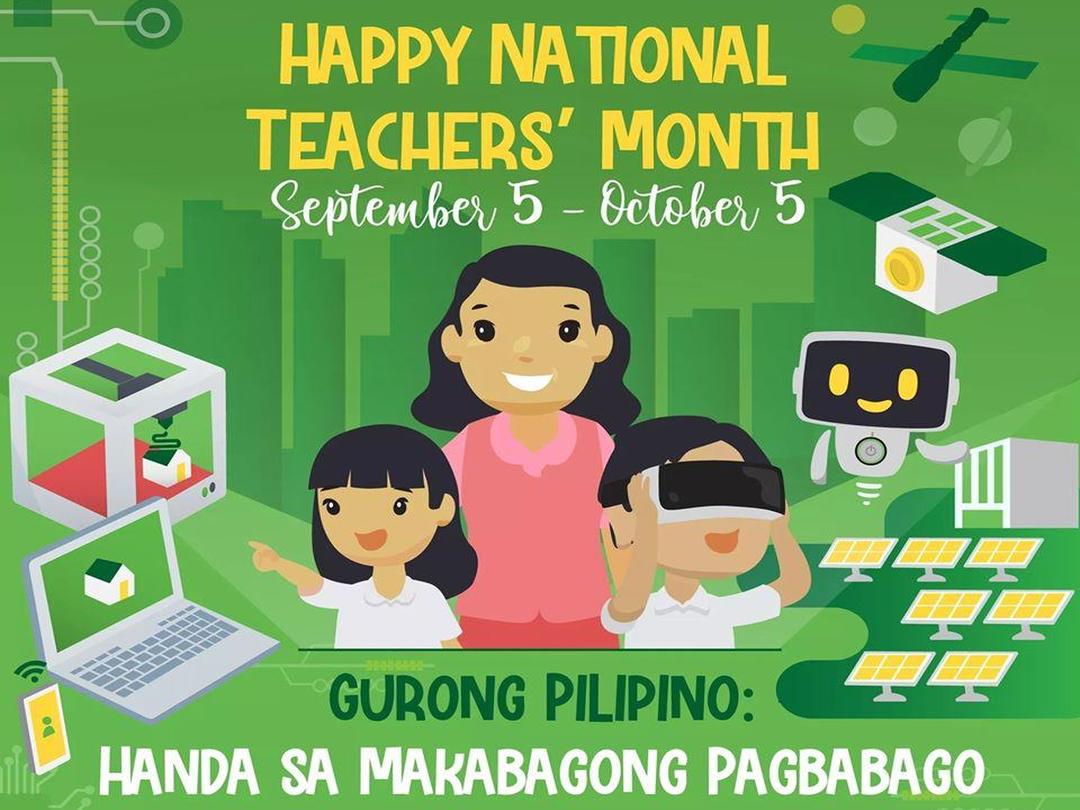 HAPPY NATIONAL
TEACHERS' MONTH
September 5 - October 5
GURONG PILIPINO:
HANDA SA MAKABAGONG PAGBABAGO